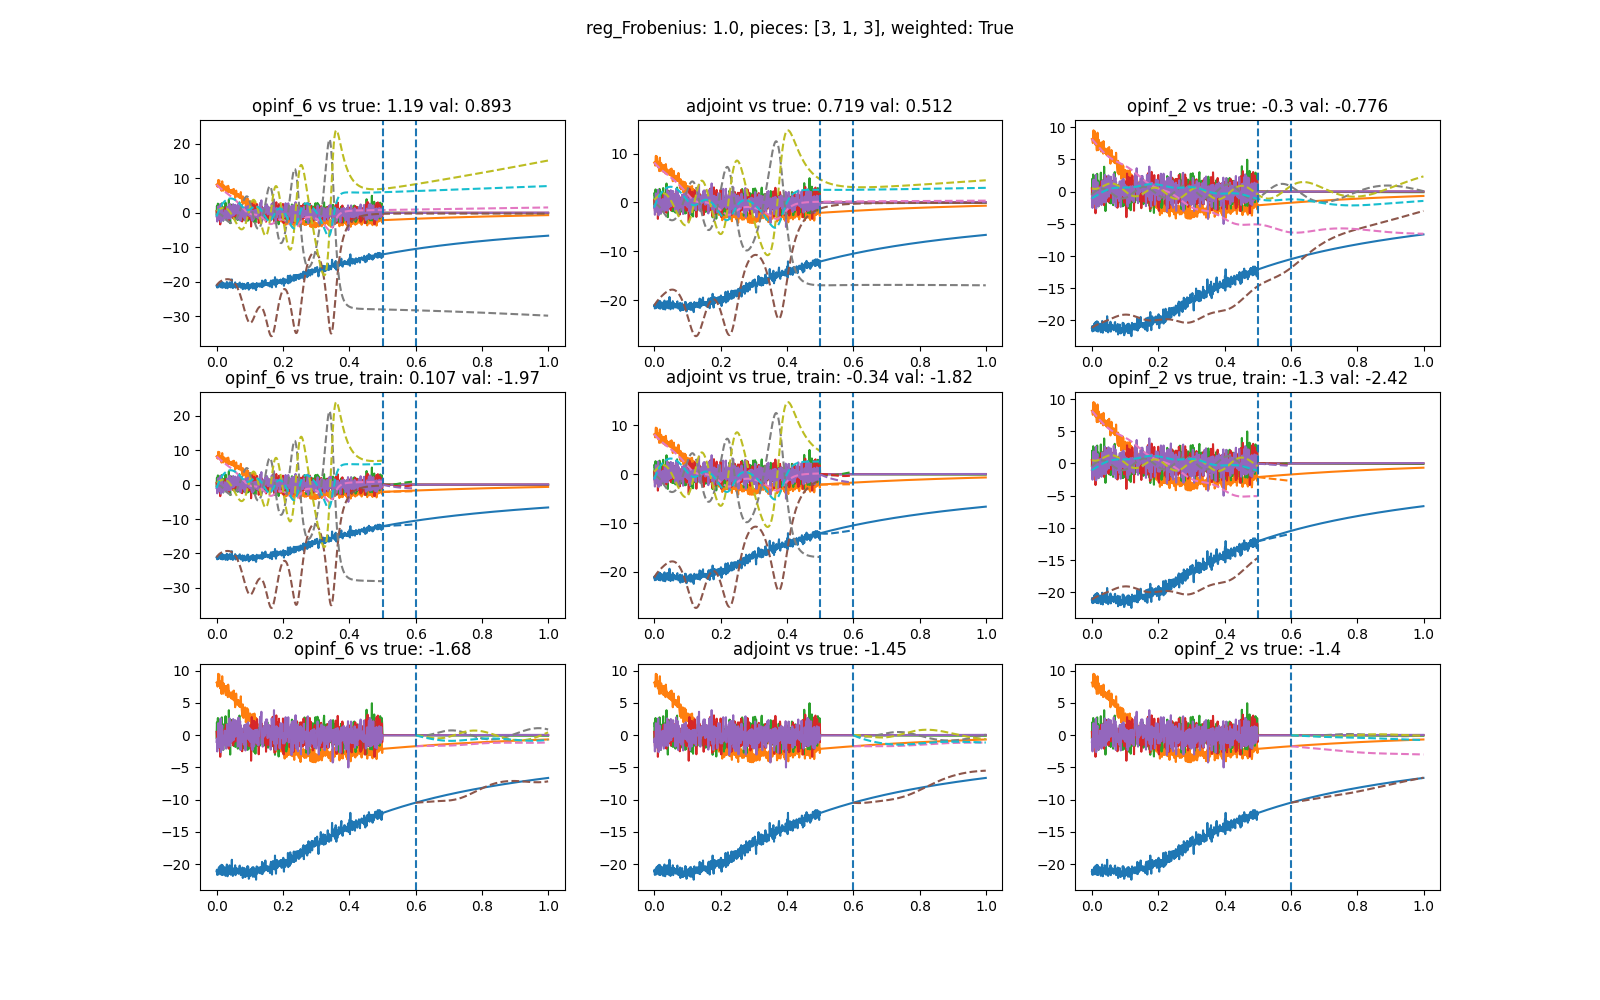 reg_Frobenius: 1.0, pieces: [3, 1, 3], weighted: True
opinf_6 vs true: 1.19 val: 0.893
20
10
0
−10
−20
−30
0.0 0.2 0.4 0.6 0.8 1.0
adjoint vs true: 0.719 val: 0.512
10
0
−10
−20
0.0 0.2 0.4 0.6 0.8 1.0
opinf_2 vs true: -0.3 val: -0.776
10
5
0
−5
−10
−15
−20
0.0 0.2 0.4 0.6 0.8 1.0
opinf_6 vs true, train: 0.107 val: -1.97
20
10
0
−10
−20
−30
0.0 0.2 0.4 0.6 0.8 1.0
adjoint vs true, train: -0.34 val: -1.82
10
0
−10
−20
0.0 0.2 0.4 0.6 0.8 1.0
opinf_2 vs true, train: -1.3 val: -2.42
10
5
0
−5
−10
−15
−20
0.0 0.2 0.4 0.6 0.8 1.0
opinf_6 vs true: -1.68
10
5
0
−5
−10
−15
−20
0.0 0.2 0.4 0.6 0.8 1.0
adjoint vs true: -1.45
10
5
0
−5
−10
−15
−20
0.0 0.2 0.4 0.6 0.8 1.0
opinf_2 vs true: -1.4
10
5
0
−5
−10
−15
−20
0.0 0.2 0.4 0.6 0.8 1.0